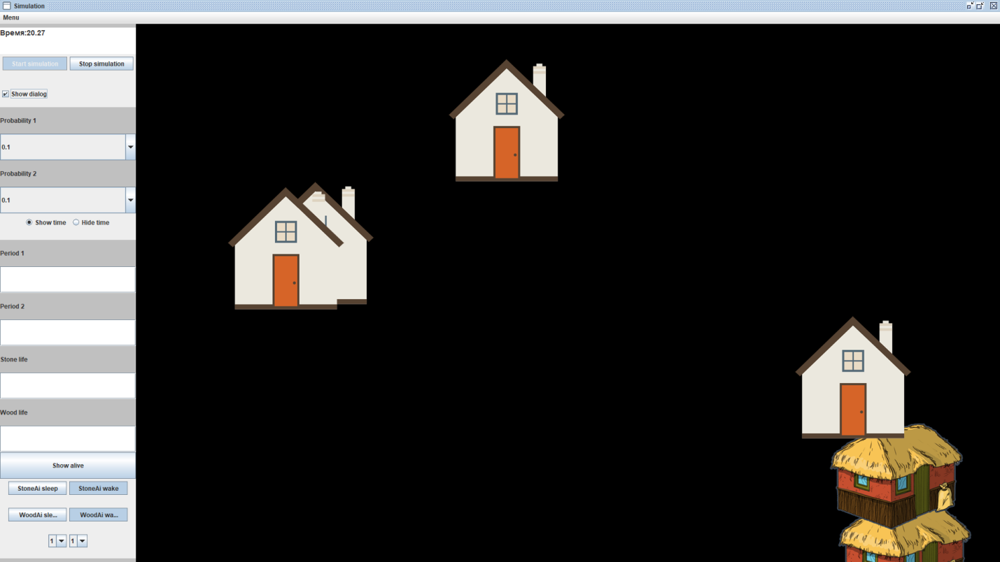 Simulation
Menu
Время:20.27
Start simulation Stop simulation
Show dialog
Probability 1
0.1
Probability 2
0.1
Show time Hide time
Period 1
Period 2
Stone life
Wood life
Show alive
StoneAi sleep StoneAi wake
WoodAi sle... WoodAi wa...
1 1